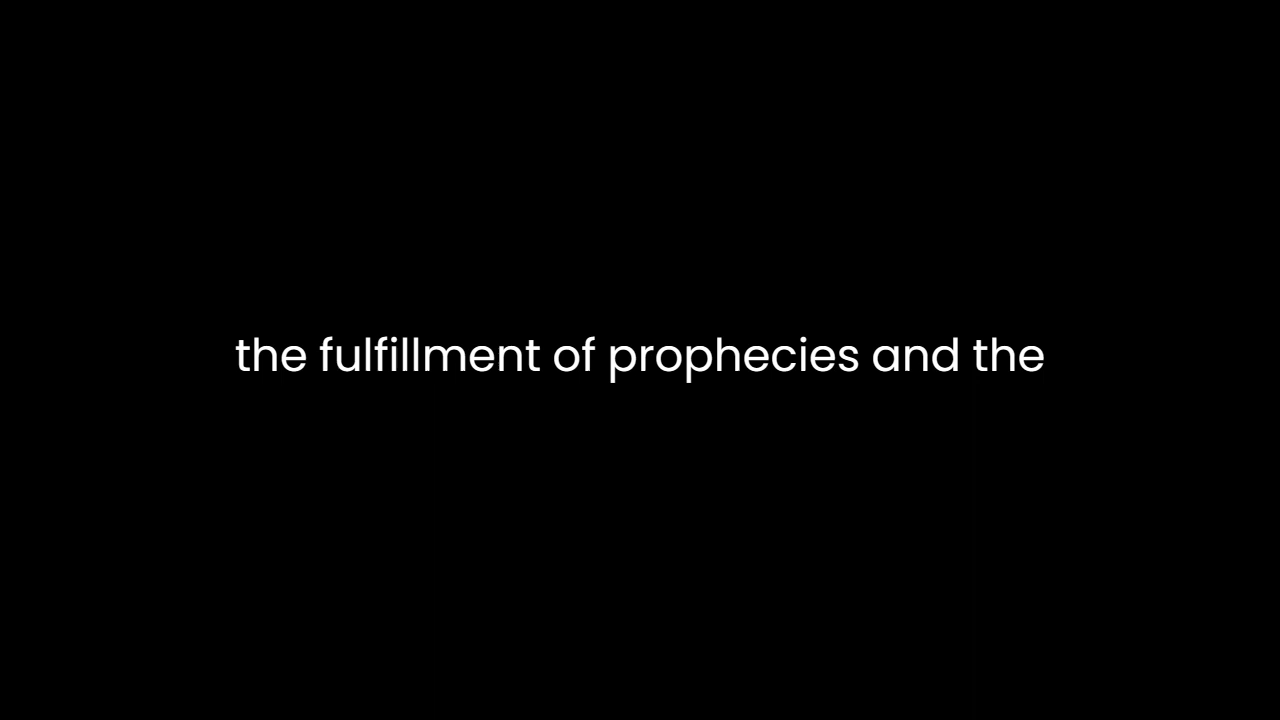 the fulfillment of prophecies and the